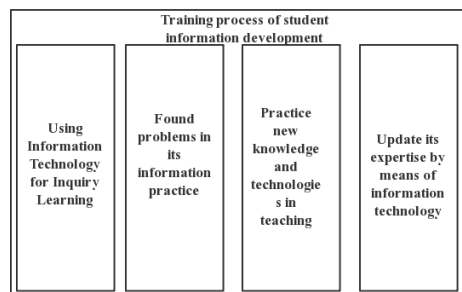 Training process of student
information development
Using
Information
Technology
for Inquiry
Learning
Found
problems in
its
information
practice
Practice
new
knowledge
and
technologie
s in
teaching
Update its
expertise by
means of
information
technology